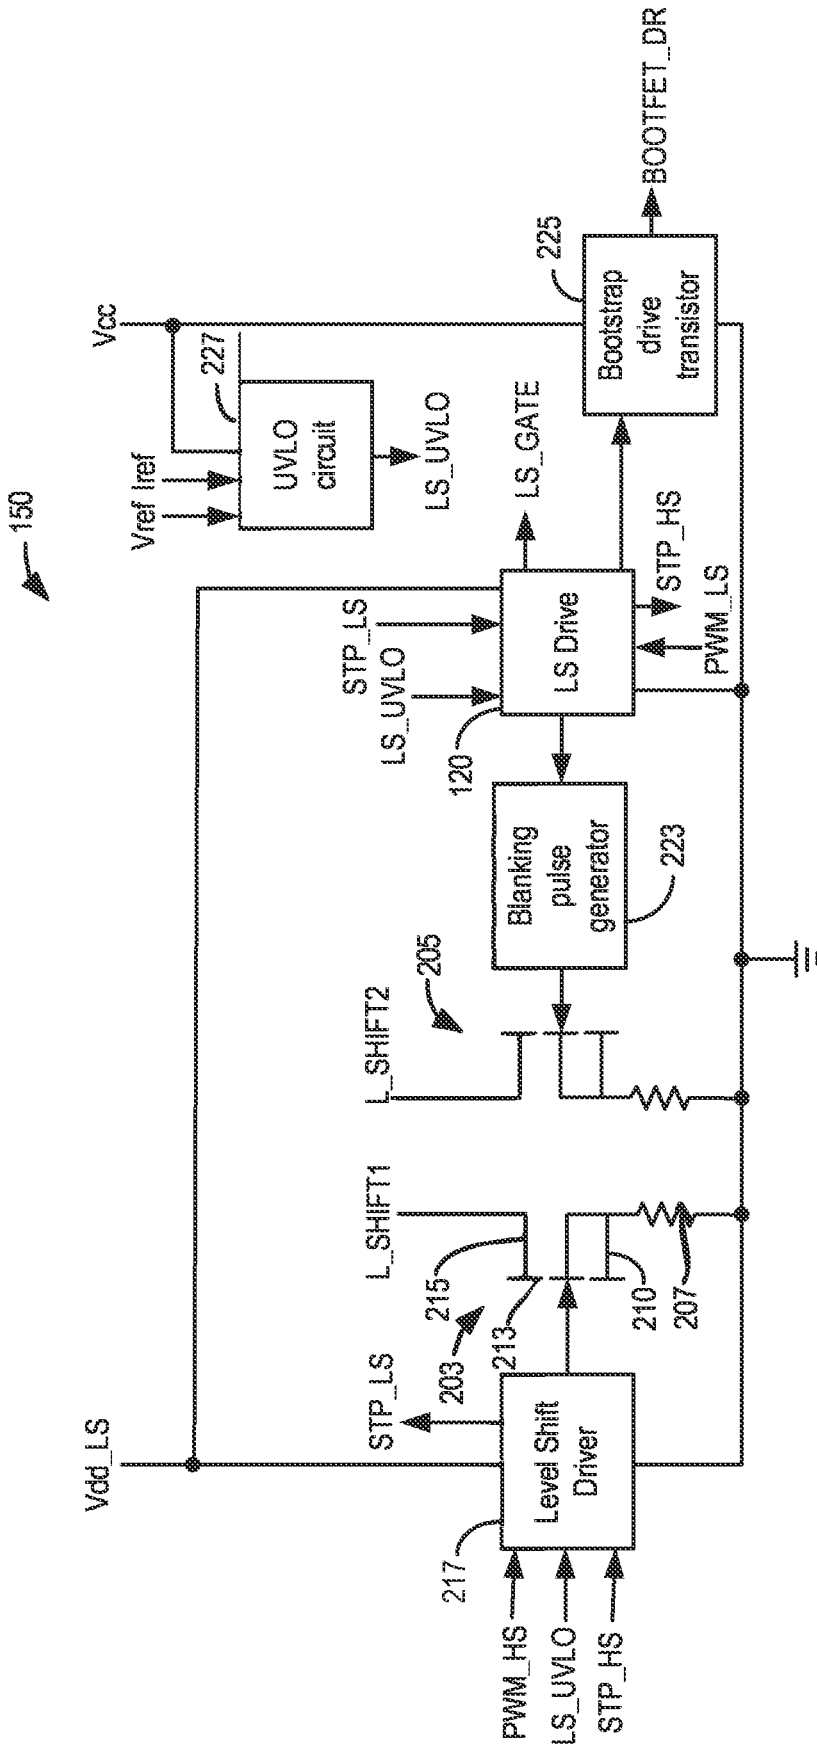 150
Vdd_LS
Vcc
Vref Iref
227
UVLO
circuit
LS_UVLO
L_SHIFT1
L_SHIFT2
STP_LS
STP_LS
LS_UVLO
LS_GATE
225
BOOTFET_DR
217
203
215
213
205
120
PWM_HS
LS_UVLO
STP_HS
Level Shift
Driver
Blanking
pulse
generator
LS Drive
Bootstrap
drive
transistor
210
207
223
PWM_LS
STP_HS